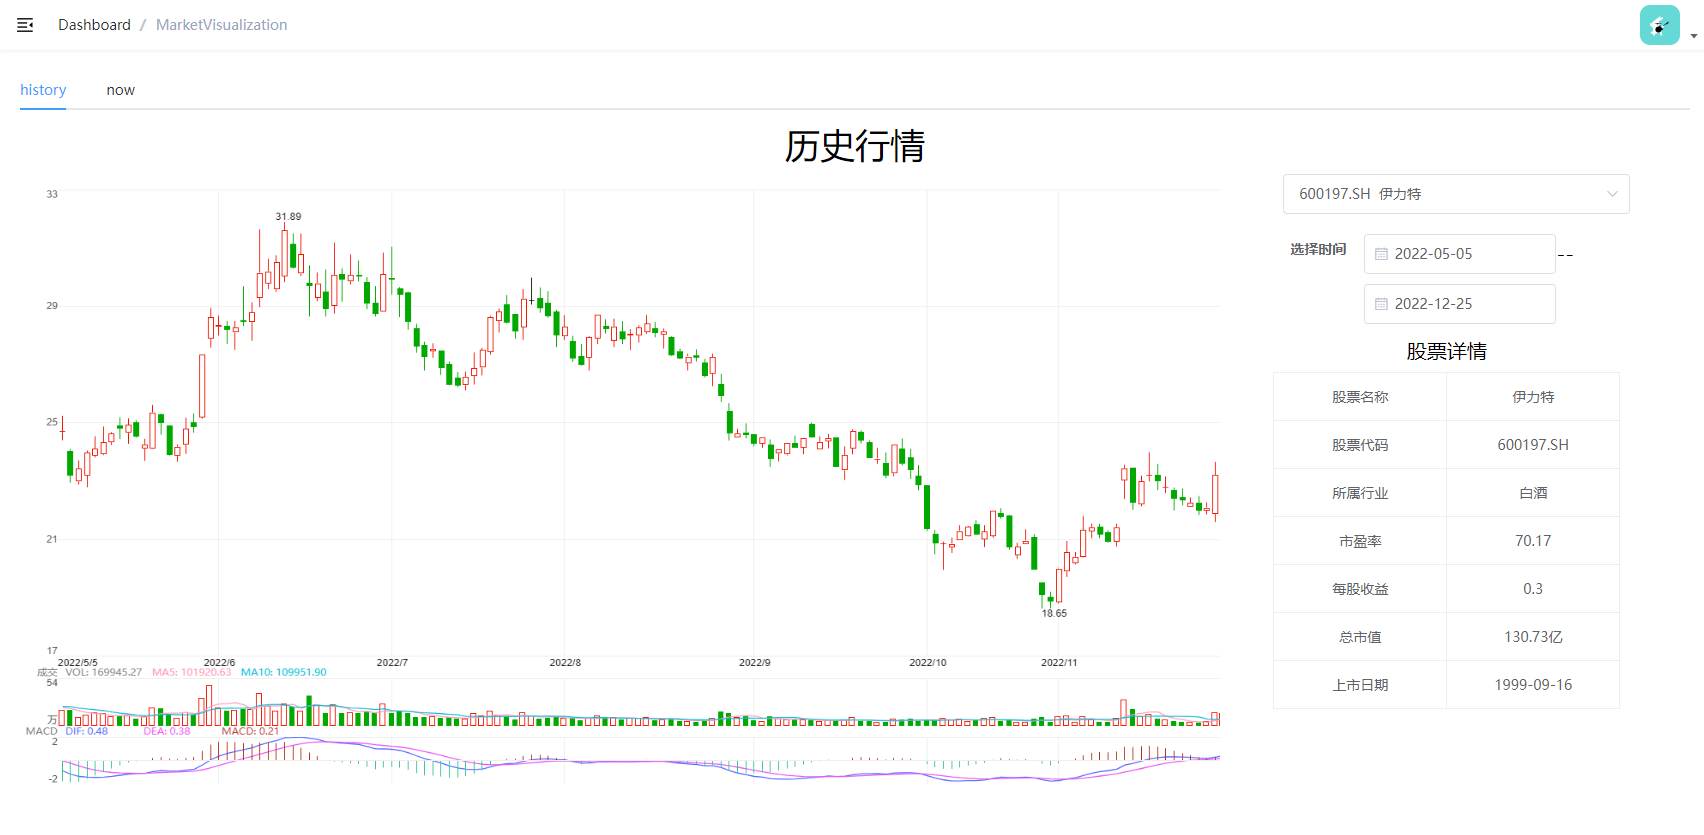 Dashboard / MarketVisualization
history now
历史行情
600197.SH 伊力特
选择时间 2022-05-05 --
2022-12-25
股票详情
股票名称 伊力特
股票代码 600197.SH
所属行业 白酒
市盈率 70.17
每股收益 0.3
总市值 130.73亿
上市日期 1999-09-16
33
31.89
29
25
21
18.65
17
2022/5/5 2022/6 2022/7 2022/8 2022/9 2022/10 2022/11
成交 VOL: 169945.27 MA5: 101920.63 MA10: 109951.90
54
万
MACD DIF: 0.48 DEA: 0.38 MACD: 0.21
2
-2